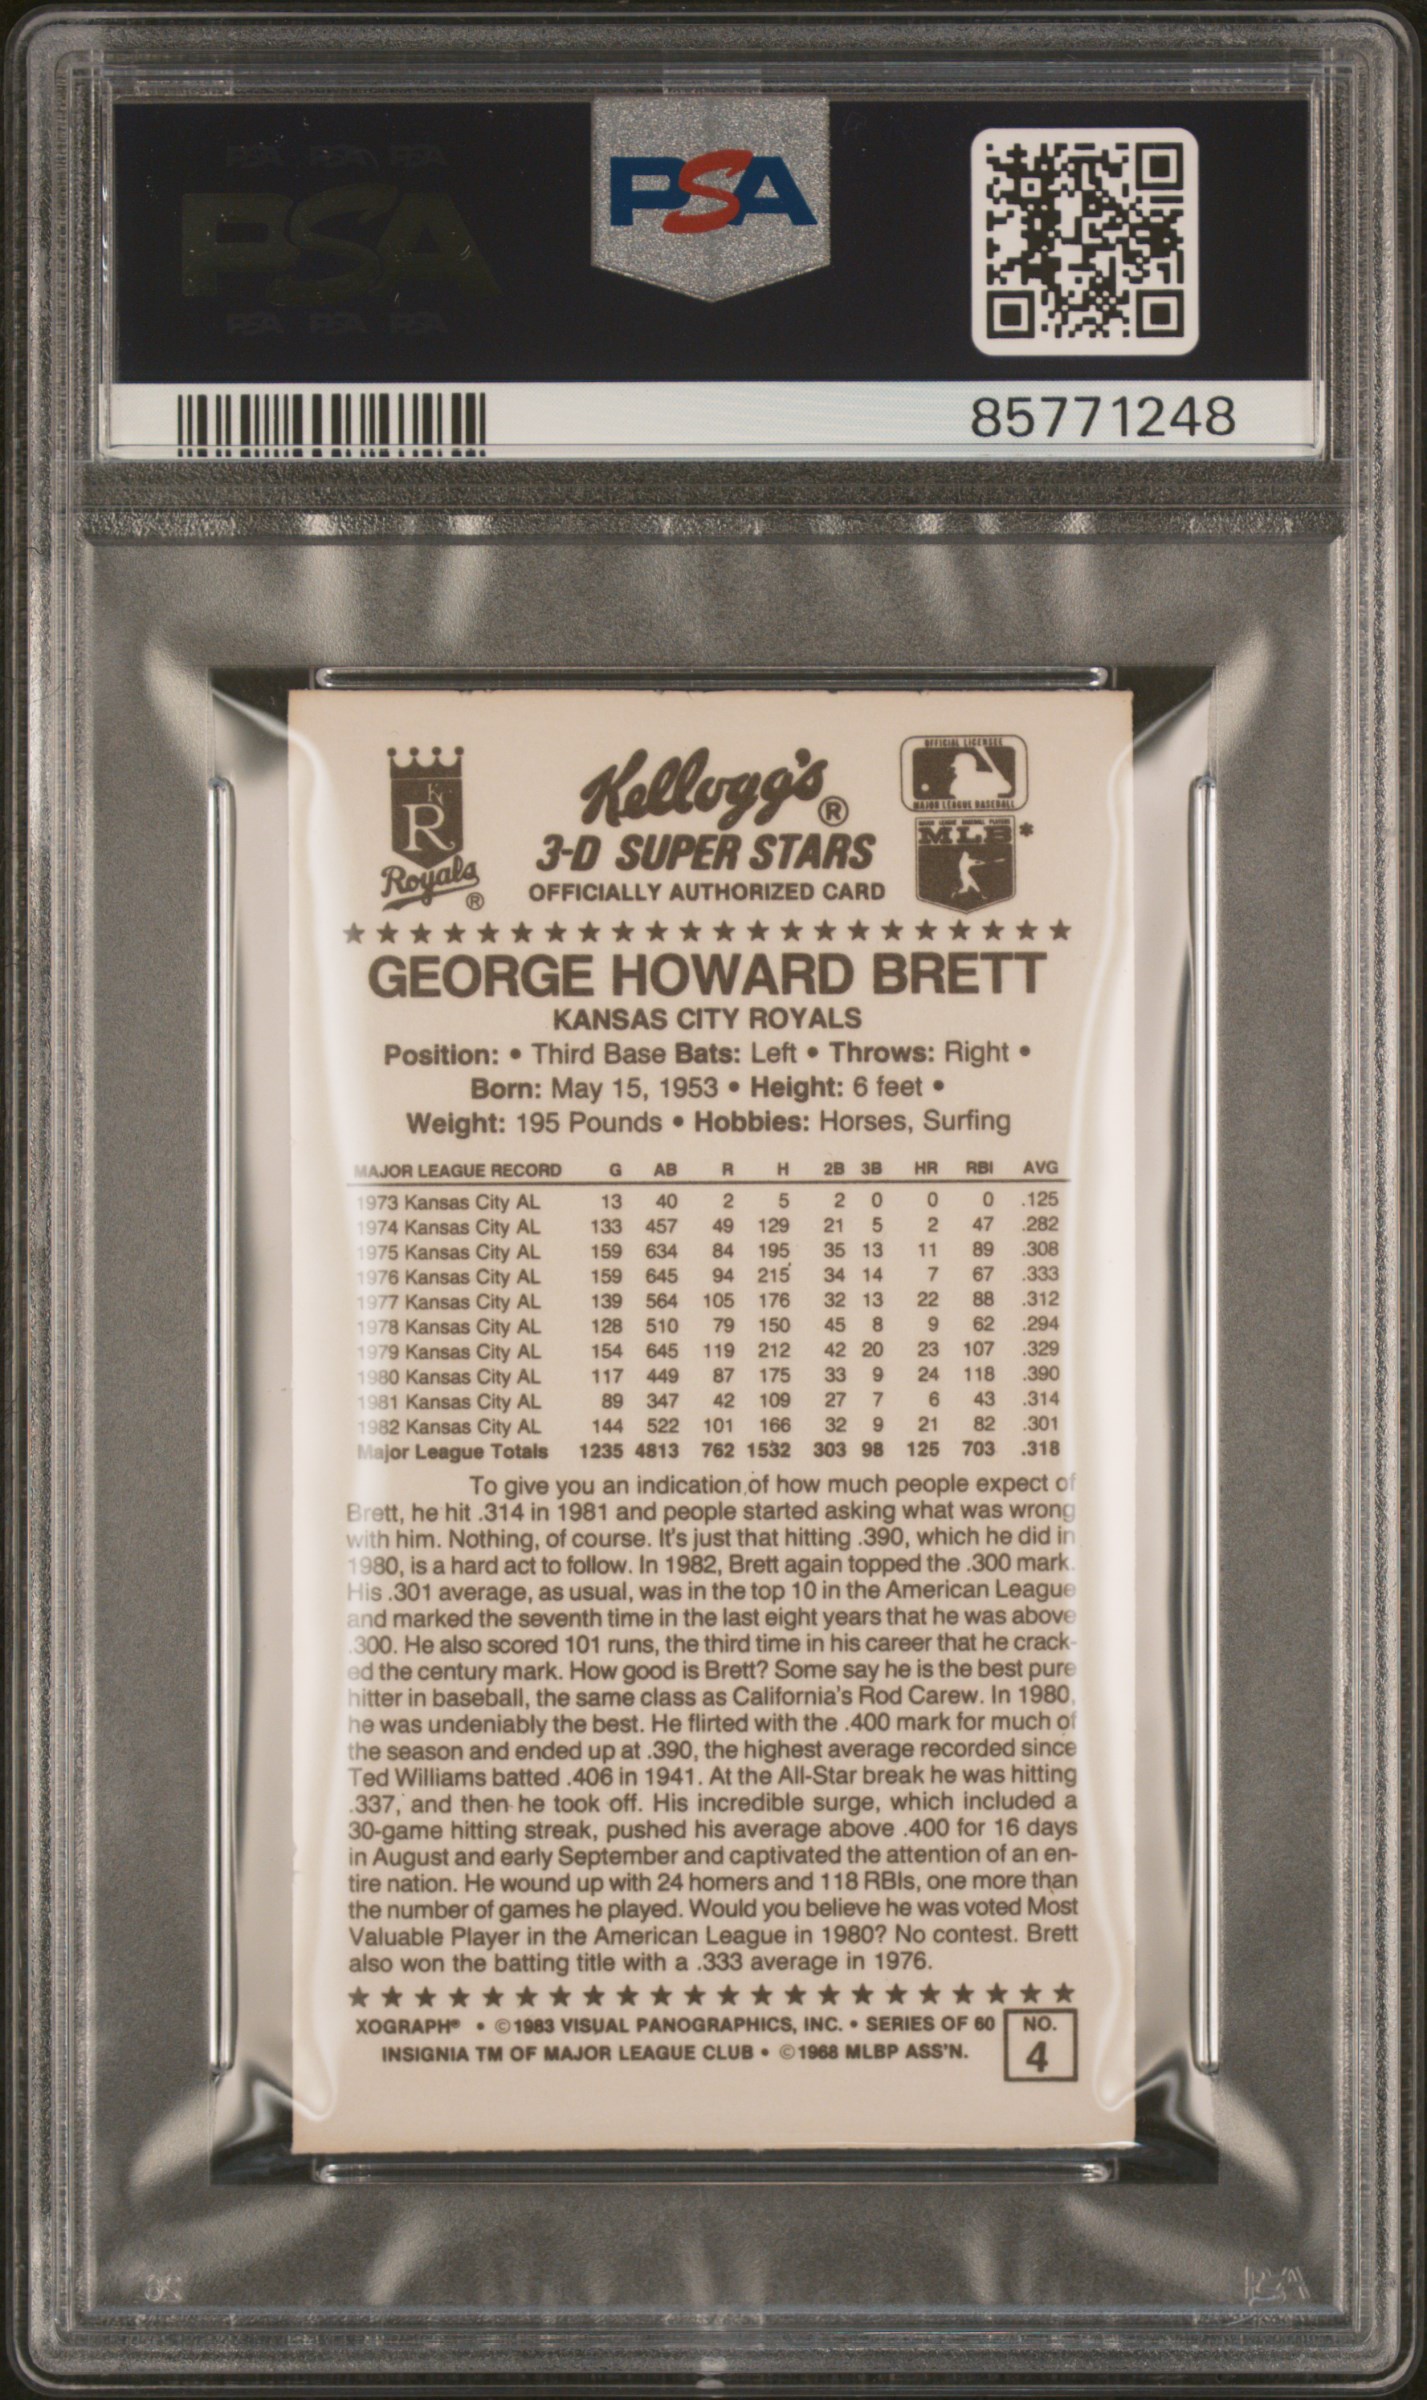 PSA PSA PSA
PSA
PSA PSA PSA
PSA
85771248
KR
Royals®
Kellogg's®
3-D SUPER STARS
OFFICIALLY AUTHORIZED CARD
OFFICIAL LICENSEE
MAJOR LEAGUE BASEBALL
MAJOR LEAGUE BASEBALL PLAYERS
MLB*
GEORGE HOWARD BRETT
KANSAS CITY ROYALS
Position: • Third Base Bats: Left • Throws: Right •
Born: May 15, 1953 • Height: 6 feet •
Weight: 195 Pounds • Hobbies: Horses, Surfing
MAJOR LEAGUE RECORD G AB R H 2B 3B HR RBI AVG
1973 Kansas City AL 13 40 2 5 2 0 0 0 .125
1974 Kansas City AL 133 457 49 129 21 5 2 47 .282
1975 Kansas City AL 159 634 84 195 35 13 11 89 .308
1976 Kansas City AL 159 645 94 215 34 14 7 67 .333
1977 Kansas City AL 139 564 105 176 32 13 22 88 .312
1978 Kansas City AL 128 510 79 150 45 8 9 62 .294
1979 Kansas City AL 154 645 119 212 42 20 23 107 .329
1980 Kansas City AL 117 449 87 175 33 9 24 118 .390
1981 Kansas City AL 89 347 42 109 27 7 6 43 .314
1982 Kansas City AL 144 522 101 166 32 9 21 82 .301
Major League Totals 1235 4813 762 1532 303 98 125 703 .318
To give you an indication of how much people expect of
Brett, he hit .314 in 1981 and people started asking what was wrong
with him. Nothing, of course. It's just that hitting .390, which he did in
1980, is a hard act to follow. In 1982, Brett again topped the .300 mark.
His .301 average, as usual, was in the top 10 in the American League
and marked the seventh time in the last eight years that he was above
.300. He also scored 101 runs, the third time in his career that he crack-
ed the century mark. How good is Brett? Some say he is the best pure
hitter in baseball, the same class as California's Rod Carew. In 1980,
he was undeniably the best. He flirted with the .400 mark for much of
the season and ended up at .390, the highest average recorded since
Ted Williams batted .406 in 1941. At the All-Star break he was hitting
.337, and then he took off. His incredible surge, which included a
30-game hitting streak, pushed his average above .400 for 16 days
in August and early September and captivated the attention of an en-
tire nation. He wound up with 24 homers and 118 RBIs, one more than
the number of games he played. Would you believe he was voted Most
Valuable Player in the American League in 1980? No contest. Brett
also won the batting title with a .333 average in 1976.
XOGRAPH® • ©1983 VISUAL PANOGRAPHICS, INC. • SERIES OF 60
INSIGNIA TM OF MAJOR LEAGUE CLUB • ©1968 MLBP ASS'N.
NO.
4
PSA